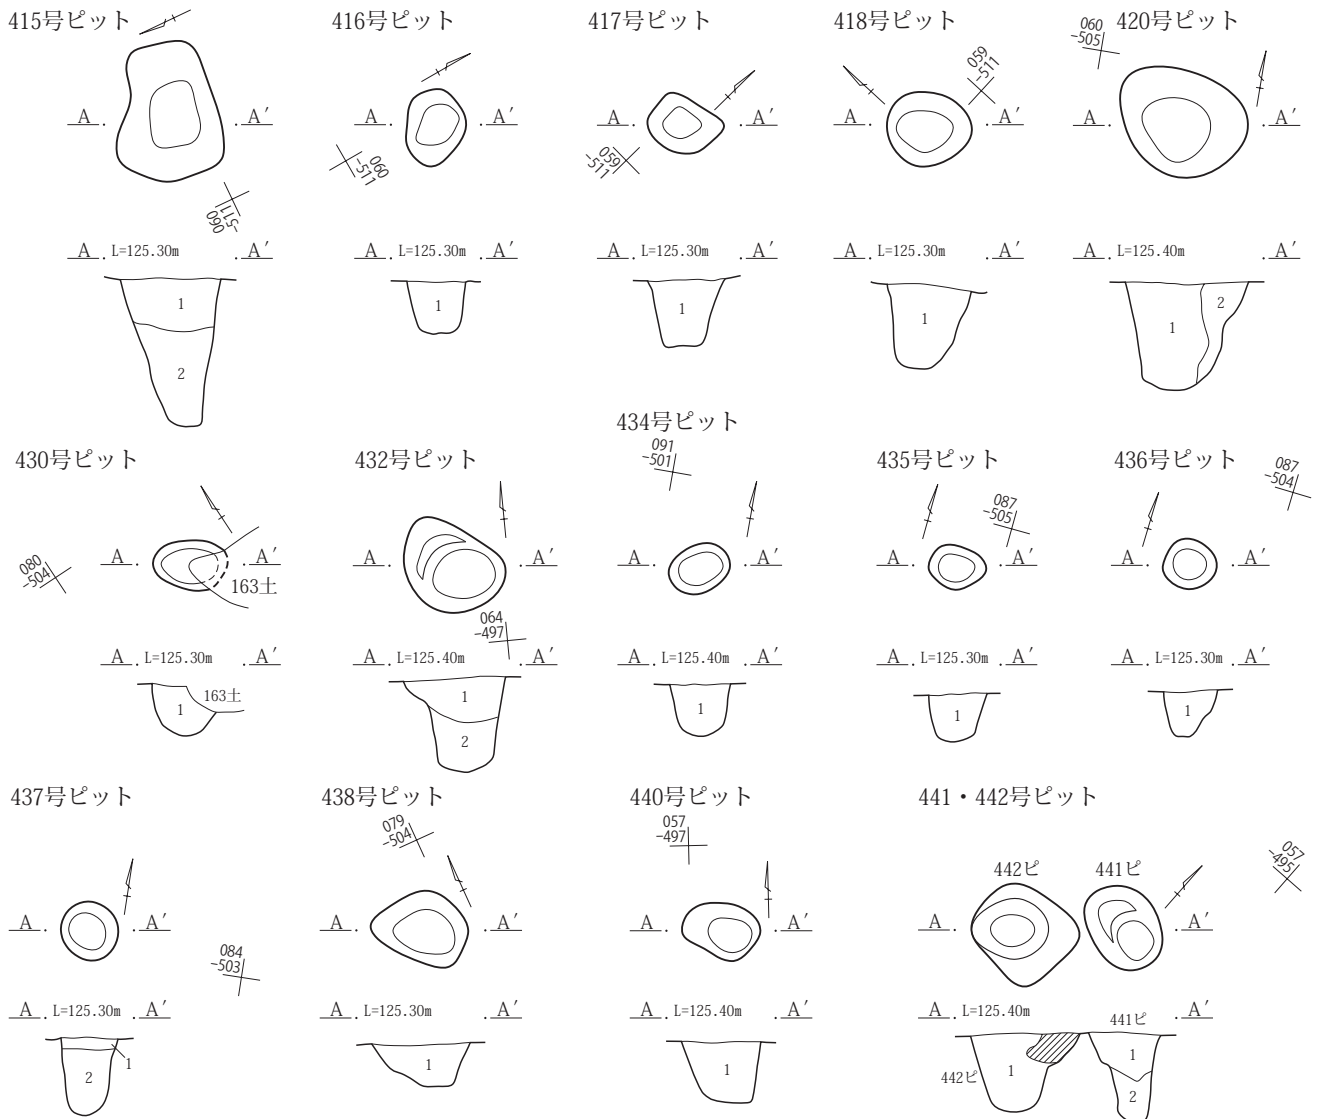 415号ピット
A . . A′
-511
060
A . L=125.30m . A′
1
2
416号ピット
A . . A′
060
-511
A . L=125.30m . A′
1
417号ピット
A . . A′
059
-511
A . L=125.30m . A′
1
418号ピット
059
-511
A . . A′
A . L=125.30m . A′
1
420号ピット
060
-505
A . . A′
A . L=125.40m . A′
1
2
430号ピット
080
-504
A . . A′
163土
A . L=125.30m . A′
163土
1
432号ピット
A . . A′
064
-497
A . L=125.40m . A′
1
2
434号ピット
091
-501
A . . A′
A . L=125.40m . A′
1
435号ピット
087
-505
A . . A′
A . L=125.30m . A′
1
436号ピット
087
-504
A . . A′
A . L=125.30m . A′
1
437号ピット
A . . A′
084
-503
A . L=125.30m . A′
1
2
438号ピット
079
-504
A . . A′
A . L=125.30m . A′
1
440号ピット
057
-497
A . . A′
A . L=125.40m . A′
1
441・442号ピット
057
-495
442ピ 441ピ
A . . A′
A . L=125.40m . A′
441ピ
442ピ
1
1
2